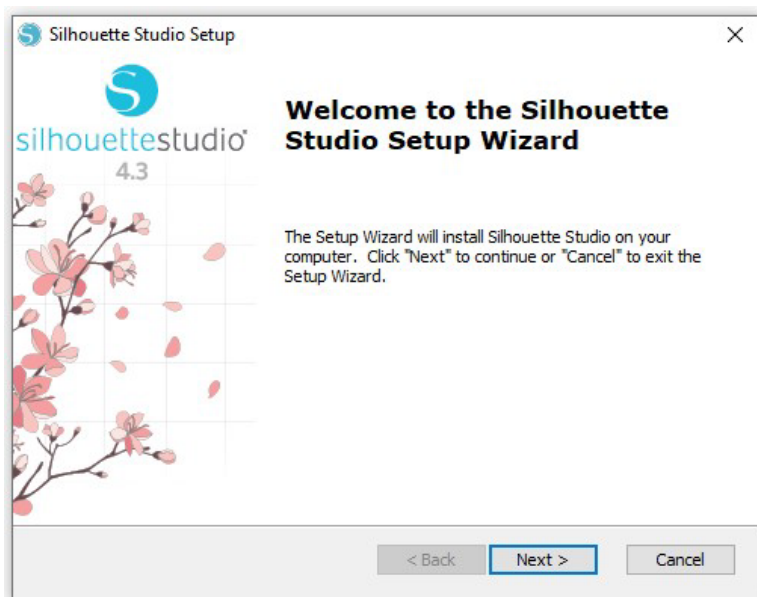 Silhouette Studio Setup
S
silhouettestudio
4.3
Welcome to the Silhouette
Studio Setup Wizard
The Setup Wizard will install Silhouette Studio on your
computer.  Click "Next" to continue or "Cancel" to exit the
Setup Wizard.
< Back
Next >
Cancel